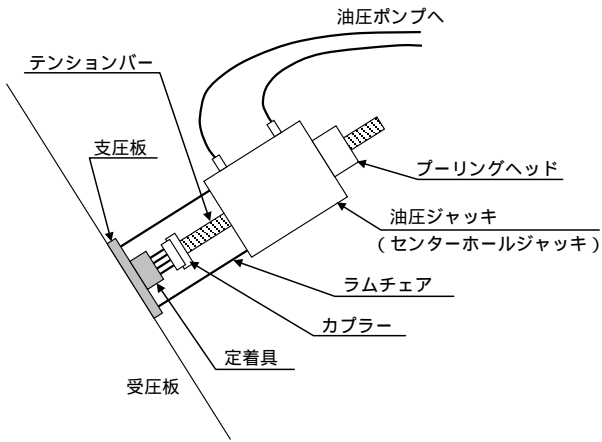 油圧ポンプへ
テンションバー
支圧板
プーリングヘッド
油圧ジャッキ
（センターホールジャッキ）
ラムチェア
カプラー
定着具
受圧板